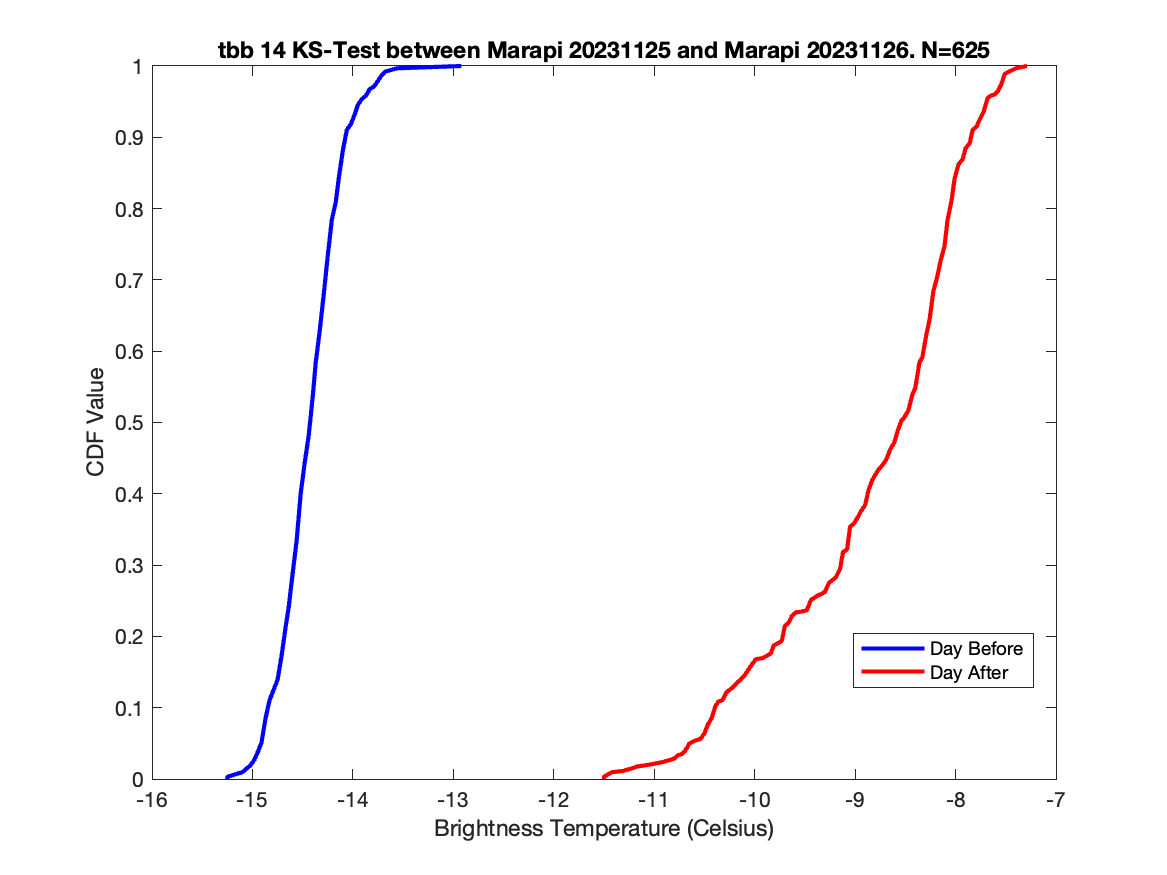 tbb 14 KS-Test between Marapi 20231125 and Marapi 20231126. N=625
1
0.9
0.8
0.7
0.6
0.5
0.4
0.3
0.2
0.1
0
CDF Value
Day Before
Day After
-16 -15 -14 -13 -12 -11 -10 -9 -8 -7
Brightness Temperature (Celsius)